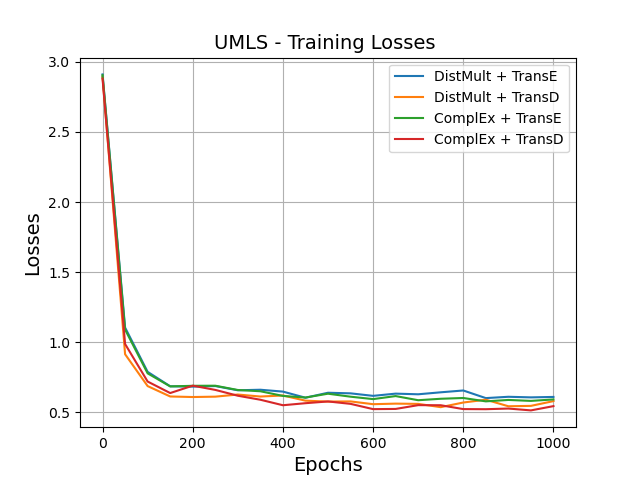 UMLS - Training Losses
DistMult + TransE
DistMult + TransD
ComplEx + TransE
ComplEx + TransD
Losses
3.0
2.5
2.0
1.5
1.0
0.5
0 200 400 600 800 1000
Epochs